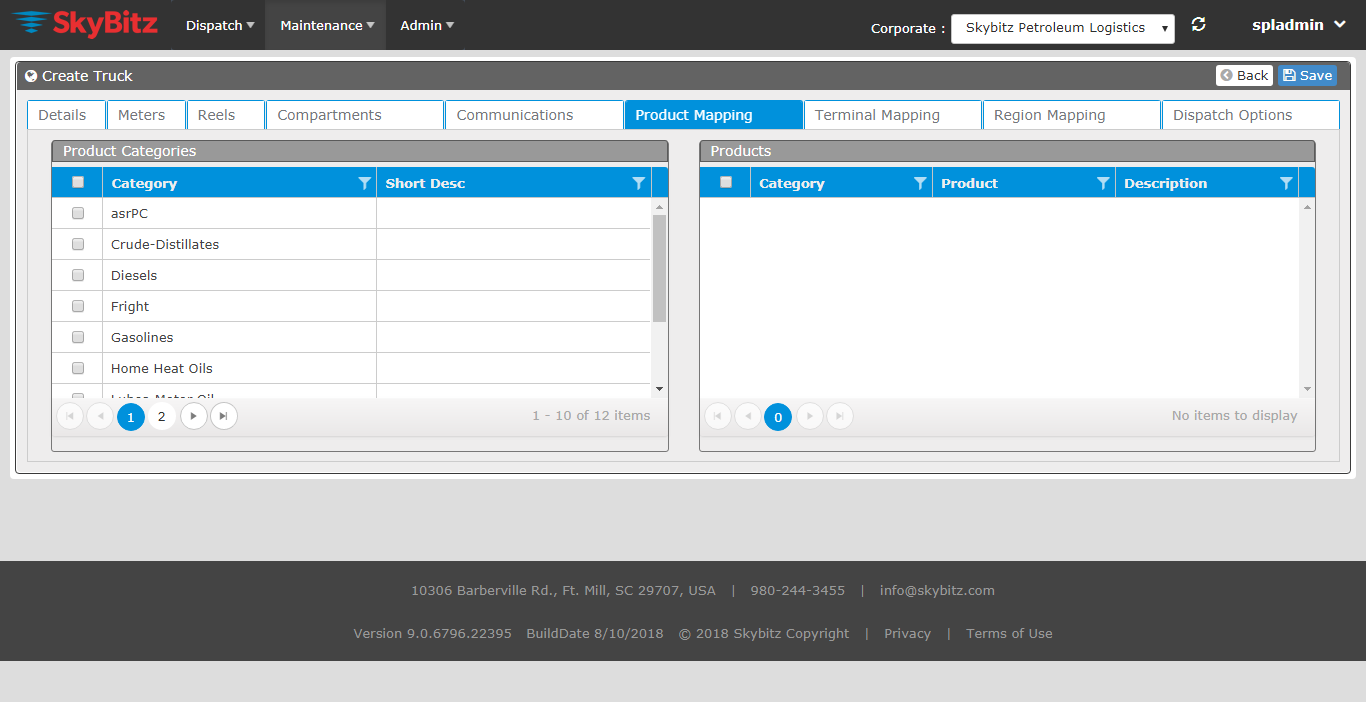 SkyBitz Dispatch Maintenance Admin Corporate : Skybitz Petroleum Logistics spladmin
Create Truck Back Save
Details Meters Reels Compartments Communications Product Mapping Terminal Mapping Region Mapping Dispatch Options
Product Categories
Category Short Desc
asrPC
Crude-Distillates
Diesels
Fright
Gasolines
Home Heat Oils
1 2 1 - 10 of 12 items
Products
Category Product Description
0 No items to display
10306 Barberville Rd., Ft. Mill, SC 29707, USA | 980-244-3455 | info@skybitz.com
Version 9.0.6796.22395 BuildDate 8/10/2018 © 2018 Skybitz Copyright | Privacy | Terms of Use